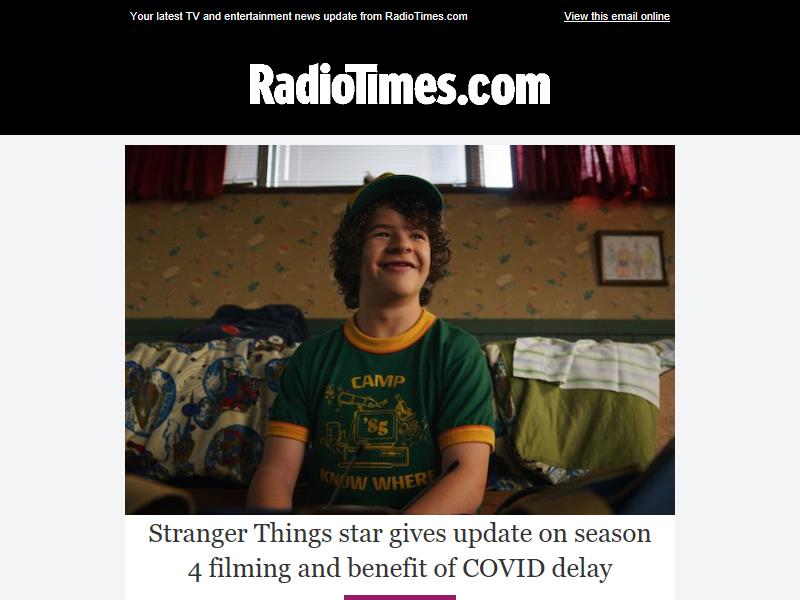 Your latest TV and entertainment news update from RadioTimes.com
View this email online
RadioTimes.com
CAMP
'85
KNOW WHERE
Stranger Things star gives update on season
4 filming and benefit of COVID delay